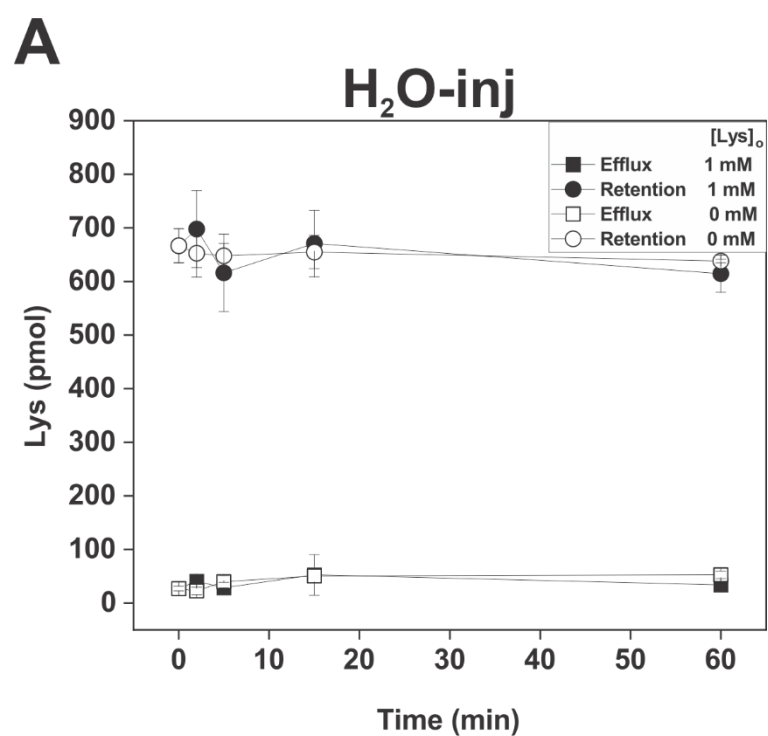 A
H₂O-inj
[Lys]ₒ
Efflux 1 mM
Retention 1 mM
Efflux 0 mM
Retention 0 mM
Lys (pmol)
900
800
700
600
500
400
300
200
100
0
0 10 20 30 40 50 60
Time (min)